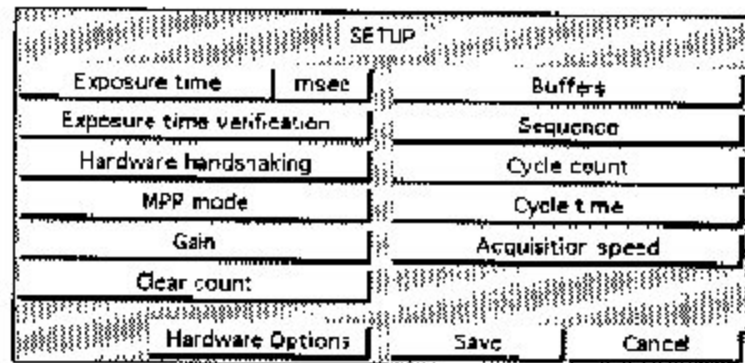 SETUP
Exposure time msec
Buffers
Exposure time verification
Sequence
Hardware handshaking
Cycle count
MPP mode
Cycle time
Gain
Acquisition speed
Clear count
Hardware Options
Save
Cancel